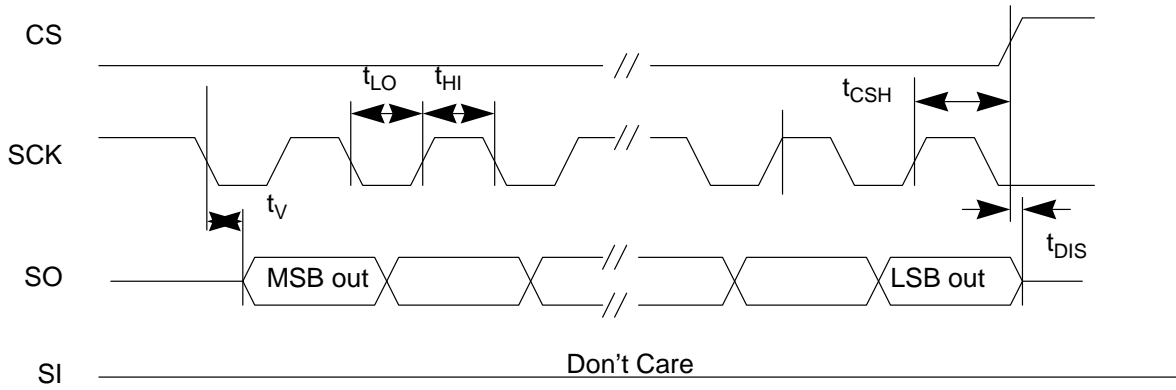 CS
tLO
tHI
tCSH
SCK
tV
tDIS
SO
MSB out
LSB out
Don't Care
SI